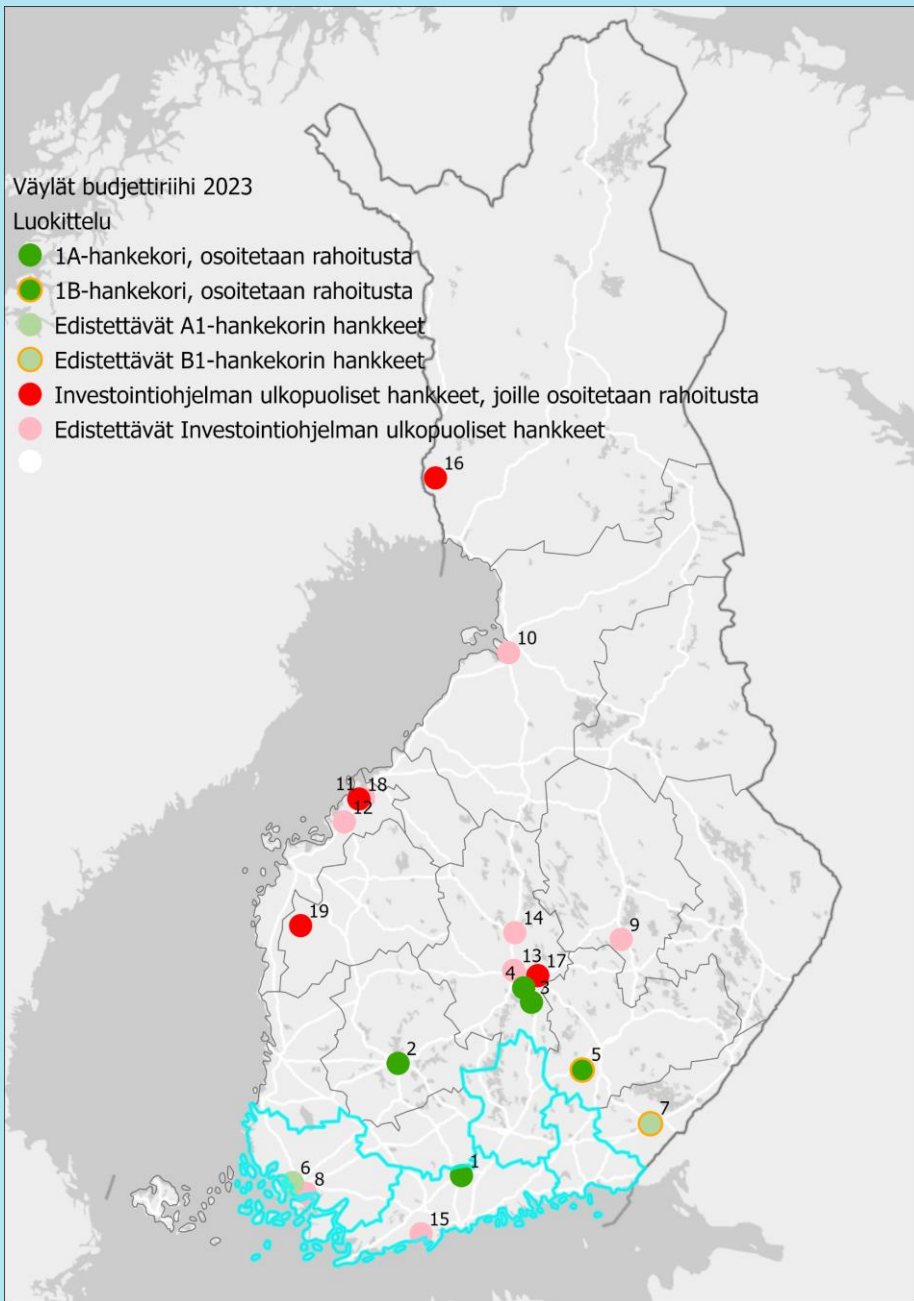 Väylät budjettiriihi 2023
Luokittelu
1A-hankekori, osoitetaan rahoitusta
1B-hankekori, osoitetaan rahoitusta
Edistettävät A1-hankekorin hankkeet
Edistettävät B1-hankekorin hankkeet
Investointiohjelman ulkopuoliset hankkeet, joille osoitetaan rahoitusta
Edistettävät Investointiohjelman ulkopuoliset hankkeet
16
10
11 18
12
19
14
9
13 17
4
3
2
5
7
1
6
8
15